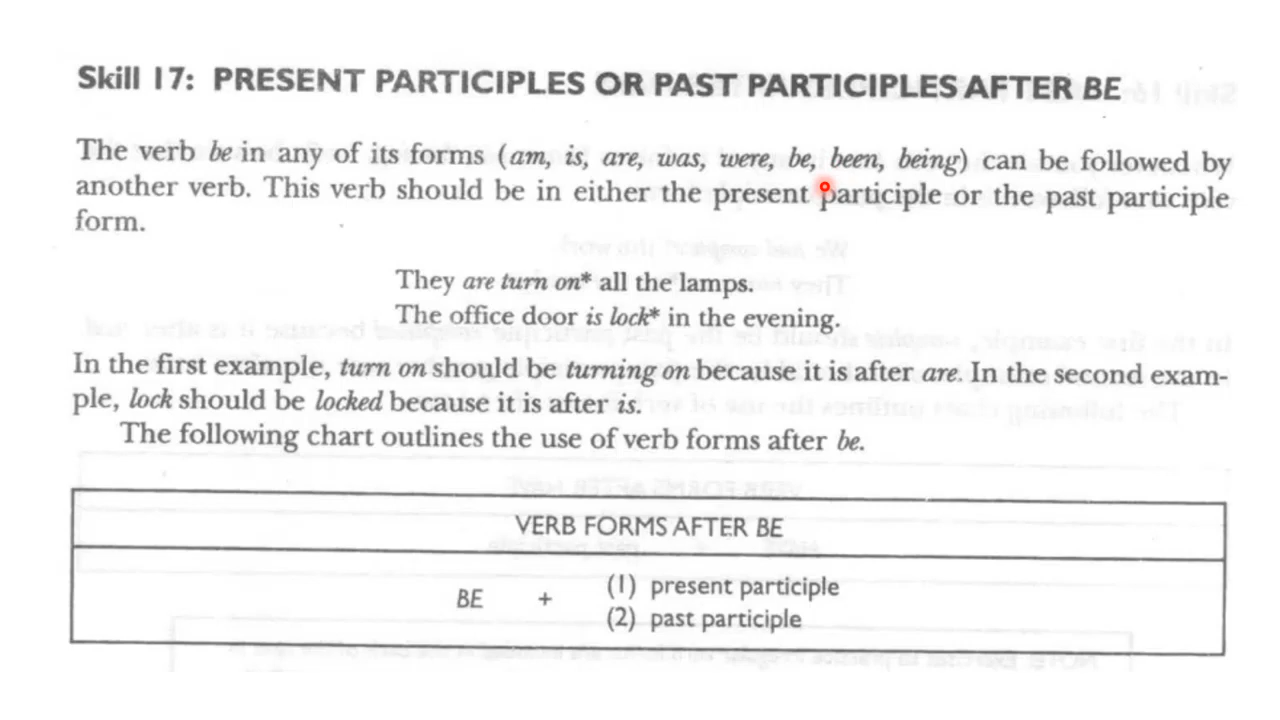 Skill 17: PRESENT PARTICIPLES OR PAST PARTICIPLES AFTER BE
The verb be in any of its forms (am, is, are, was, were, be, been, being) can be followed by
another verb. This verb should be in either the present participle or the past participle
form.
They are turn on* all the lamps.
The office door is lock* in the evening.
In the first example, turn on should be turning on because it is after are. In the second exam-
ple, lock should be locked because it is after is.
The following chart outlines the use of verb forms after be.
VERB FORMS AFTER BE
BE + (1) present participle
(2) past participle